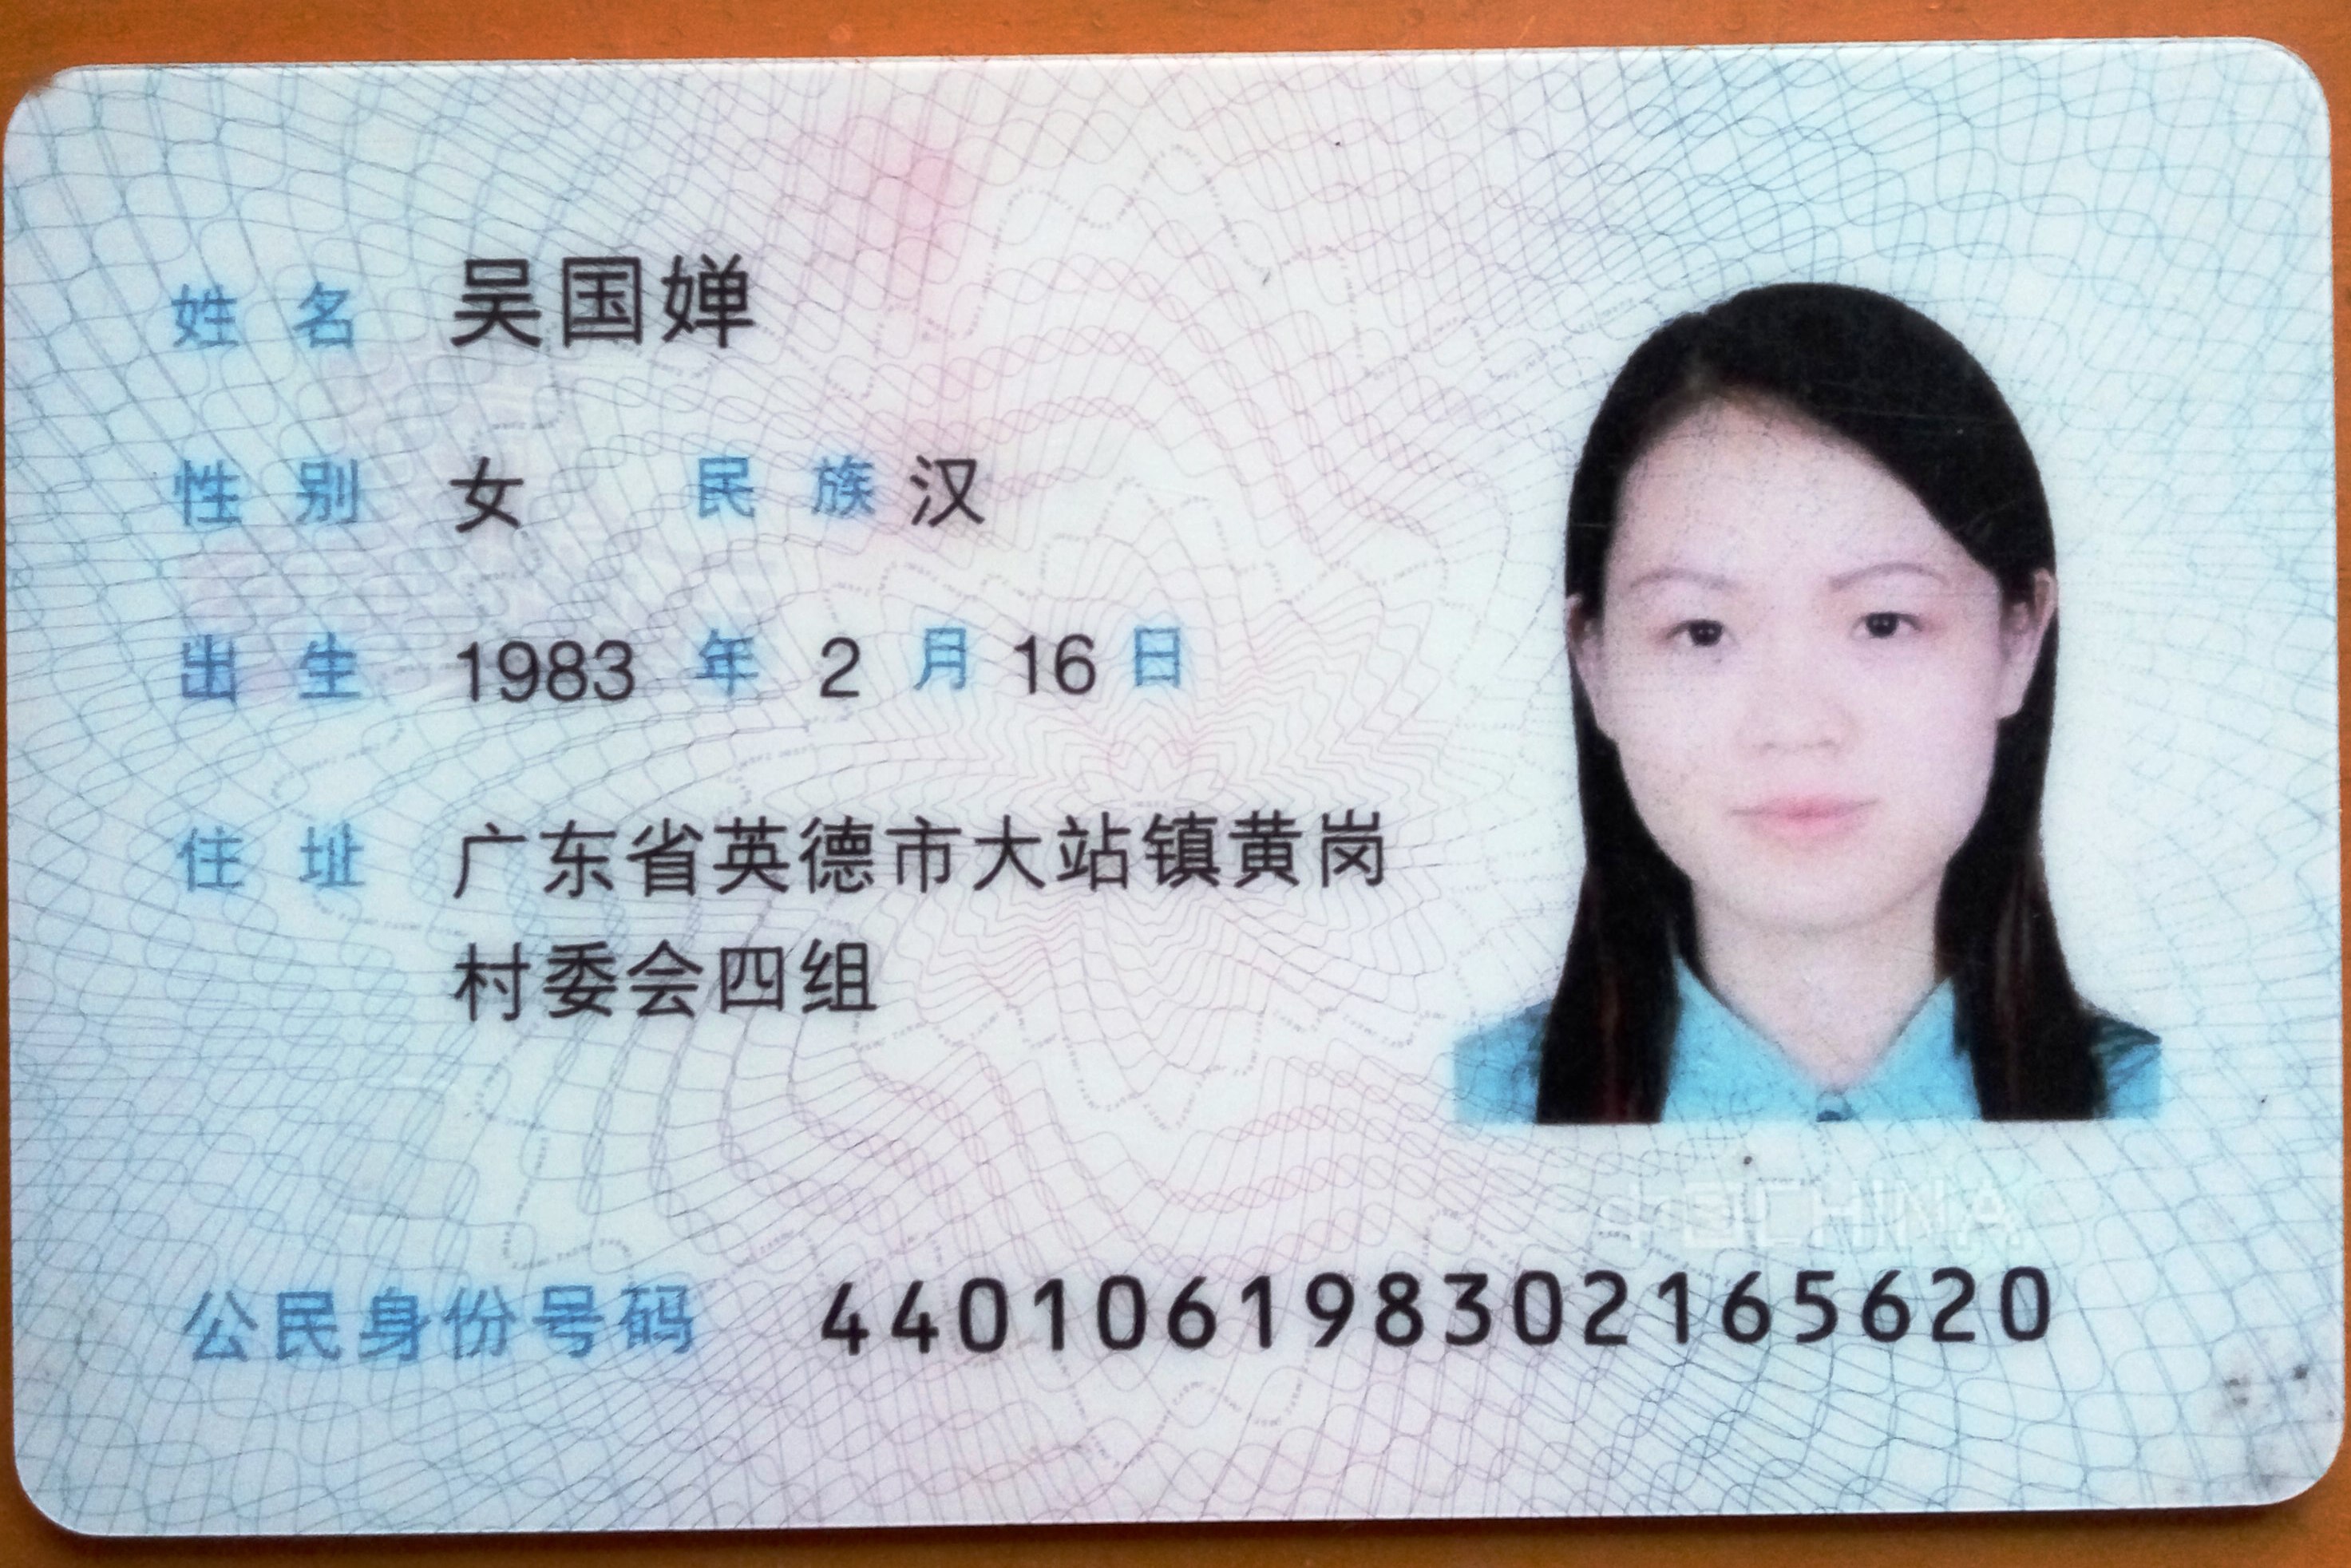 姓名 吴国婵
性别 女 民族 汉
出生 1983 年 2 月 16 日
住址 广东省英德市大站镇黄岗
村委会四组
中国CHINA
公民身份号码 440106198302165620